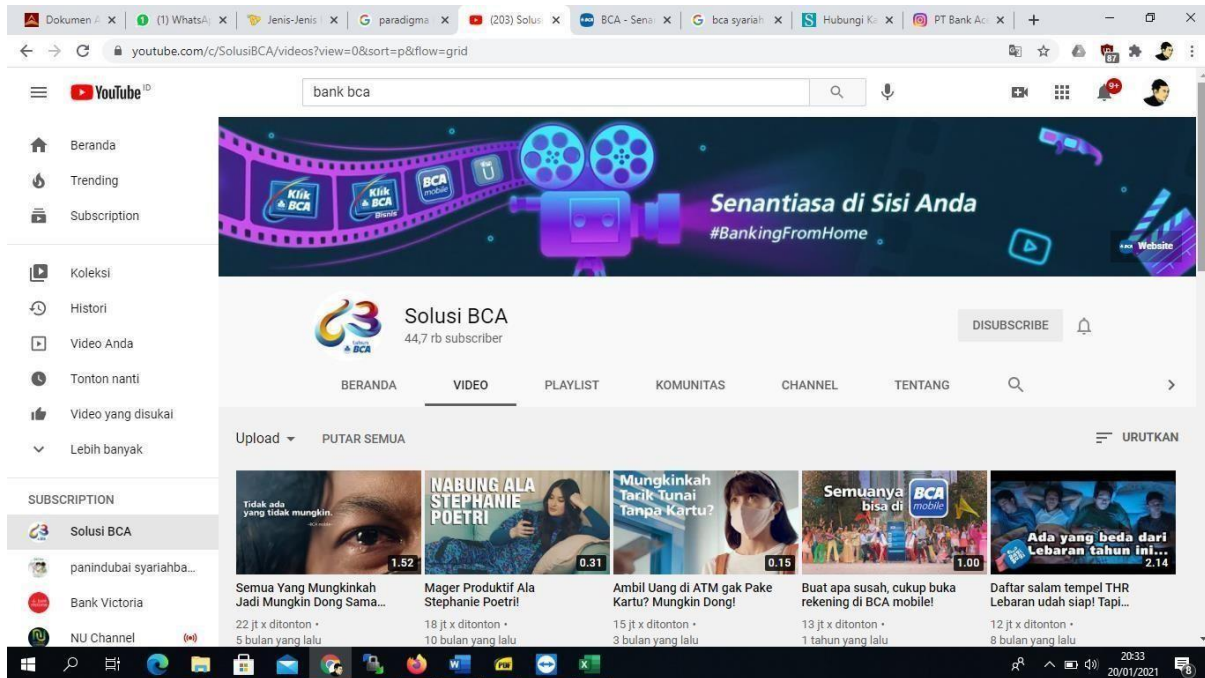 Dokumen A
(1) WhatsAp
Jenis-Jenis
paradigma
(203) Solus
BCA - Sena
bca syariah
Hubungi Ka
PT Bank Ac
youtube.com/c/SolusiBCA/videos?view=0&sort=p&flow=grid
87
YouTube ID
bank bca
9+
Beranda
Trending
Subscription
Koleksi
Histori
Video Anda
Tonton nanti
Video yang disukai
Lebih banyak
SUBSCRIPTION
Solusi BCA
panindubai syariahba...
Bank Victoria
NU Channel
Klik BCA
Klik BCA Bisnis
BCA mobile
Senantiasa di Sisi Anda
#BankingFromHome
Website
63 tahun BCA
Solusi BCA
44,7 rb subscriber
DISUBSCRIBE
BERANDA VIDEO PLAYLIST KOMUNITAS CHANNEL TENTANG
Upload PUTAR SEMUA URUTKAN
Tidak ada
yang tidak mungkin.
1.52
Semua Yang Mungkinkah
Jadi Mungkin Dong Sama...
22 jt x ditonton •
5 bulan yang lalu
NABUNG ALA
STEPHANIE
POETRI
0.31
Mager Produktif Ala
Stephanie Poetri!
18 jt x ditonton •
10 bulan yang lalu
Mungkinkah
Tarik Tunai
Tanpa Kartu?
0.15
Ambil Uang di ATM gak Pake
Kartu? Mungkin Dong!
15 jt x ditonton •
3 bulan yang lalu
Semuanya
bisa di
BCA
mobile
1.00
Buat apa susah, cukup buka
rekening di BCA mobile!
13 jt x ditonton •
1 tahun yang lalu
Ada yang beda dari
Lebaran tahun ini...
2.14
Daftar salam tempel THR
Lebaran udah siap! Tapi...
12 jt x ditonton •
8 bulan yang lalu
20:33
20/01/2021
8